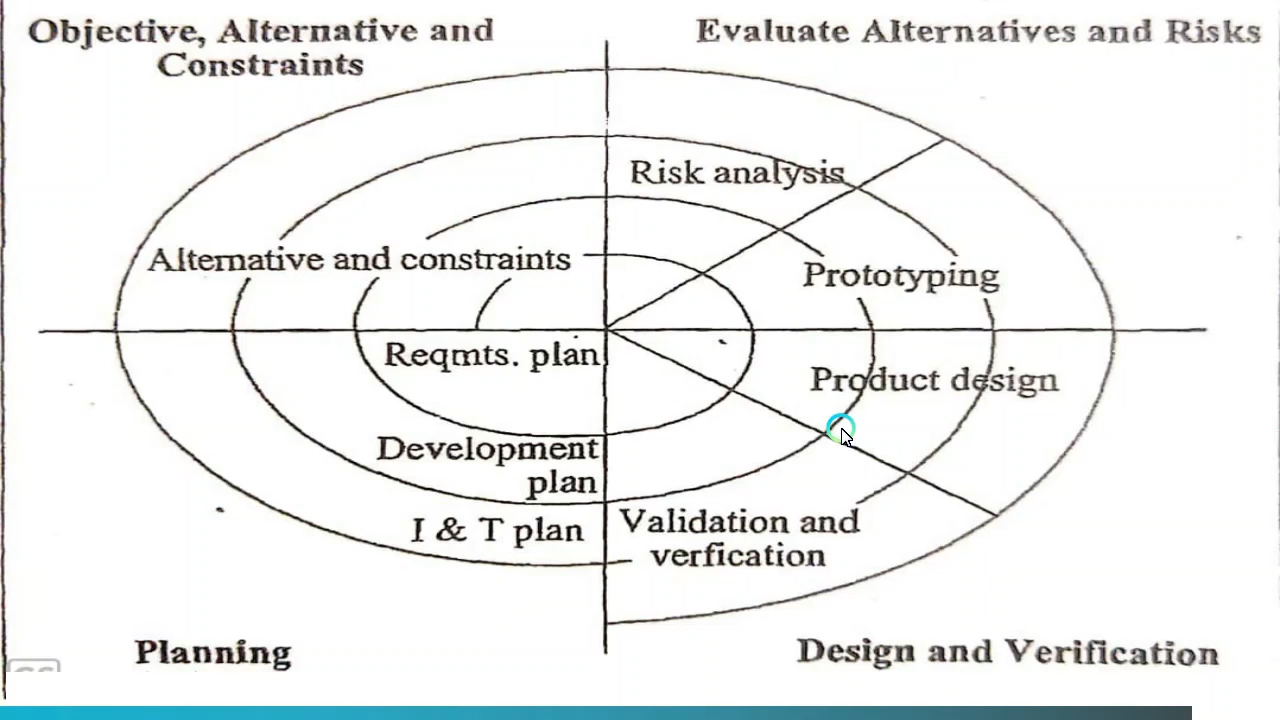 Objective, Alternative and
Constraints
Evaluate Alternatives and Risks
Risk analysis
Alternative and constraints
Prototyping
Reqmts. plan
Product design
Development
plan
I & T plan
Validation and
verfication
Planning
Design and Verification